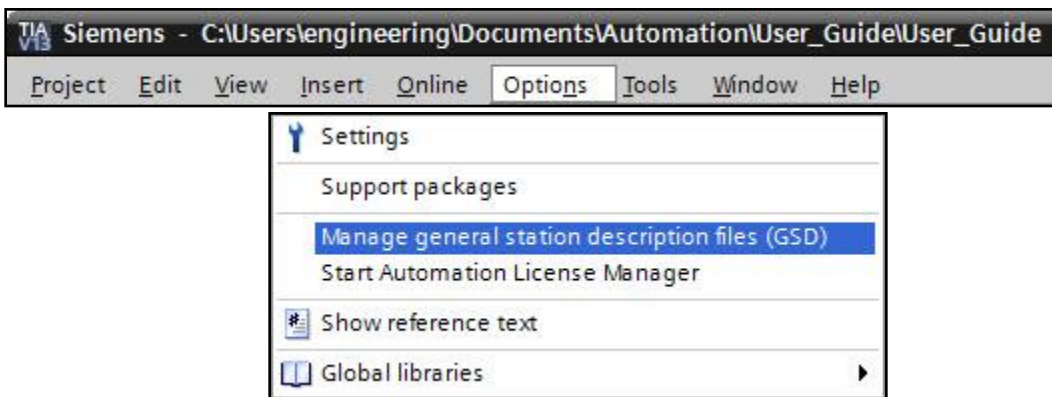 TIA V13 Siemens - C:\Users\engineering\Documents\Automation\User_Guide\User_Guide
Project Edit View Insert Online Options Tools Window Help
Settings
Support packages
Manage general station description files (GSD)
Start Automation License Manager
Show reference text
Global libraries